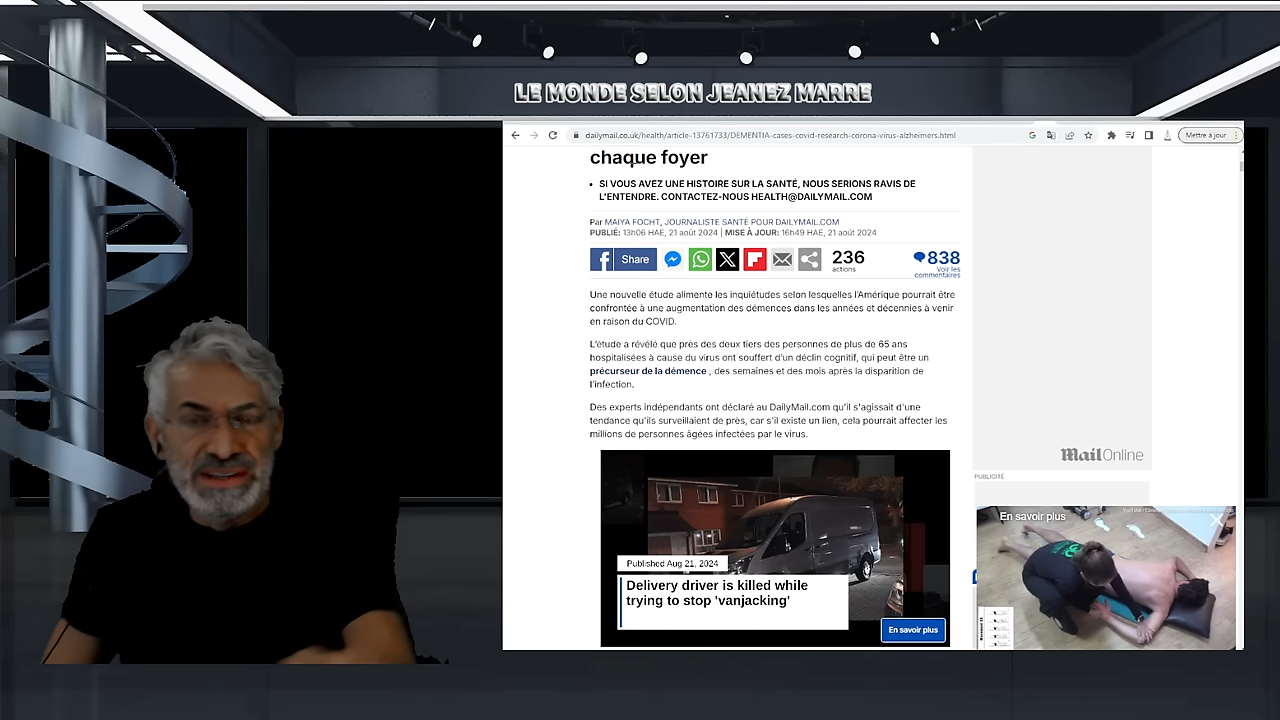 LE MONDE SELON JEANEZ MARRE
dailymail.co.uk/health/article-13761733/DEMENTIA-cases-covid-research-corona-virus-alzheimers.html
Mettre à jour
chaque foyer
SI VOUS AVEZ UNE HISTOIRE SUR LA SANTÉ, NOUS SERIONS RAVIS DE
L'ENTENDRE. CONTACTEZ-NOUS HEALTH@DAILYMAIL.COM
Par MAIYA FOCHT, JOURNALISTE SANTÉ POUR DAILYMAIL.COM
PUBLIÉ: 13h06 HAE, 21 août 2024 | MISE À JOUR: 16h49 HAE, 21 août 2024
Share
236
actions
838
Voir les
commentaires
Une nouvelle étude alimente les inquiétudes selon lesquelles l'Amérique pourrait être
confrontée à une augmentation des démences dans les années et décennies à venir
en raison du COVID.
L'étude a révélé que près des deux tiers des personnes de plus de 65 ans
hospitalisées à cause du virus ont souffert d'un déclin cognitif, qui peut être un
précurseur de la démence , des semaines et des mois après la disparition de
l'infection.
Des experts indépendants ont déclaré au DailyMail.com qu'il s'agissait d'une
tendance qu'ils surveillaient de près, car s'il existe un lien, cela pourrait affecter les
millions de personnes âgées infectées par le virus.
Published Aug 21, 2024
Delivery driver is killed while
trying to stop 'vanjacking'
En savoir plus
Mail Online
PUBLICITÉ
En savoir plus